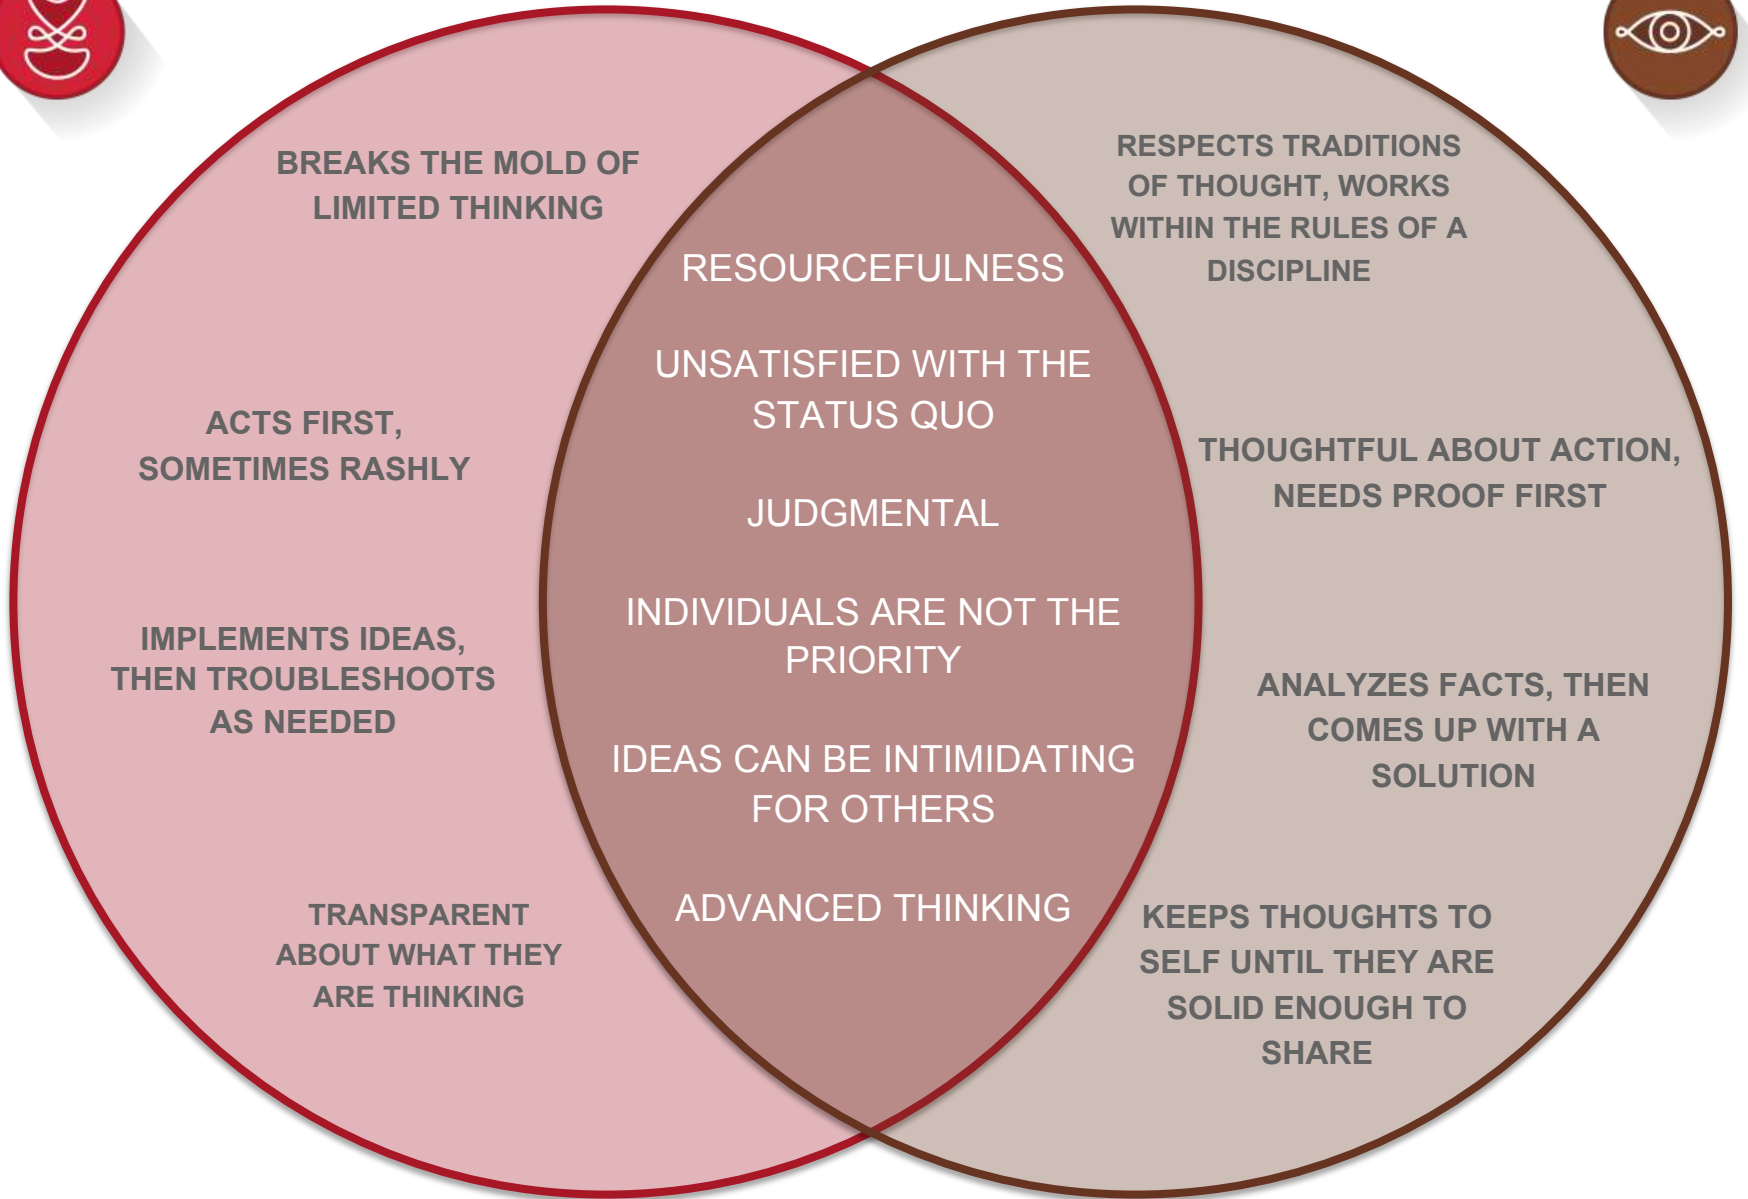 BREAKS THE MOLD OF
LIMITED THINKING
ACTS FIRST,
SOMETIMES RASHLY
IMPLEMENTS IDEAS,
THEN TROUBLESHOOTS
AS NEEDED
TRANSPARENT
ABOUT WHAT THEY
ARE THINKING
RESOURCEFULNESS
UNSATISFIED WITH THE
STATUS QUO
JUDGMENTAL
INDIVIDUALS ARE NOT THE
PRIORITY
IDEAS CAN BE INTIMIDATING
FOR OTHERS
ADVANCED THINKING
RESPECTS TRADITIONS
OF THOUGHT, WORKS
WITHIN THE RULES OF A
DISCIPLINE
THOUGHTFUL ABOUT ACTION,
NEEDS PROOF FIRST
ANALYZES FACTS, THEN
COMES UP WITH A
SOLUTION
KEEPS THOUGHTS TO
SELF UNTIL THEY ARE
SOLID ENOUGH TO
SHARE